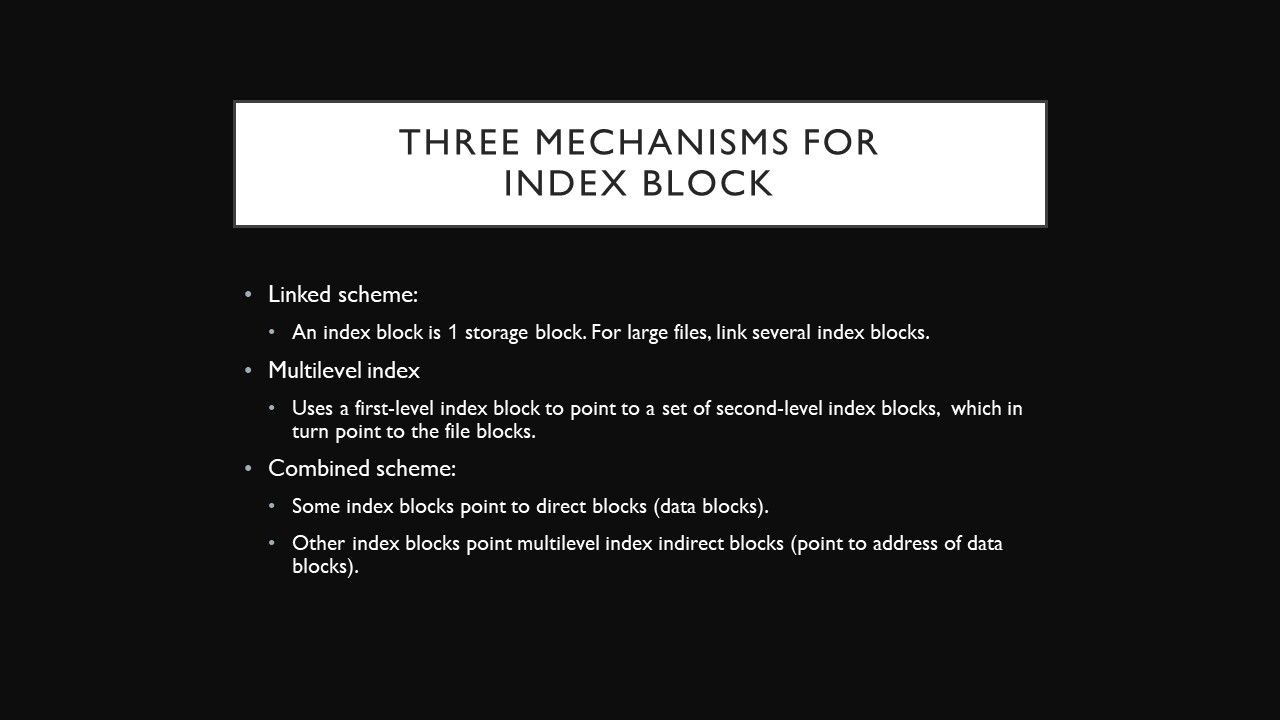 THREE MECHANISMS FOR
INDEX BLOCK
• Linked scheme:
• An index block is 1 storage block. For large files, link several index blocks.
• Multilevel index
• Uses a first-level index block to point to a set of second-level index blocks,  which in
turn point to the file blocks.
• Combined scheme:
• Some index blocks point to direct blocks (data blocks).
• Other index blocks point multilevel index indirect blocks (point to address of data
blocks).